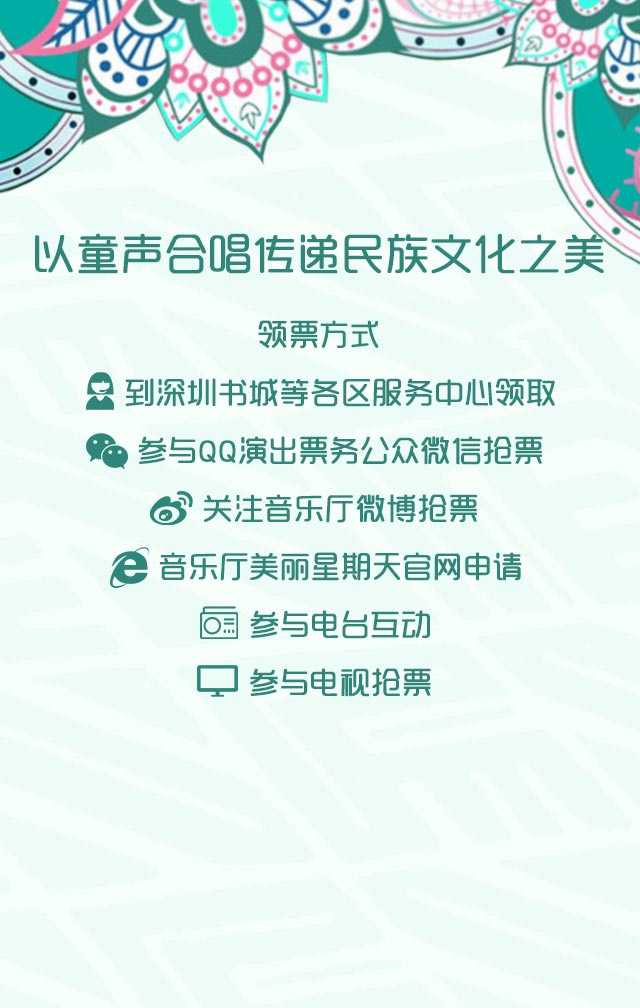 以童声合唱传递民族文化之美
领票方式
到深圳书城等各区服务中心领取
参与QQ演出票务公众微信抢票
关注音乐厅微博抢票
音乐厅美丽星期天官网申请
参与电台互动
参与电视抢票